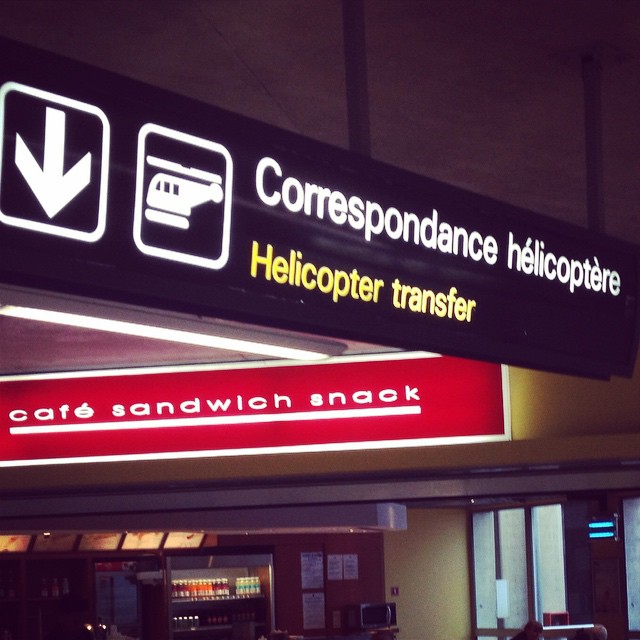 Correspondance hélicoptère
Helicopter transfer
café sandwich snack